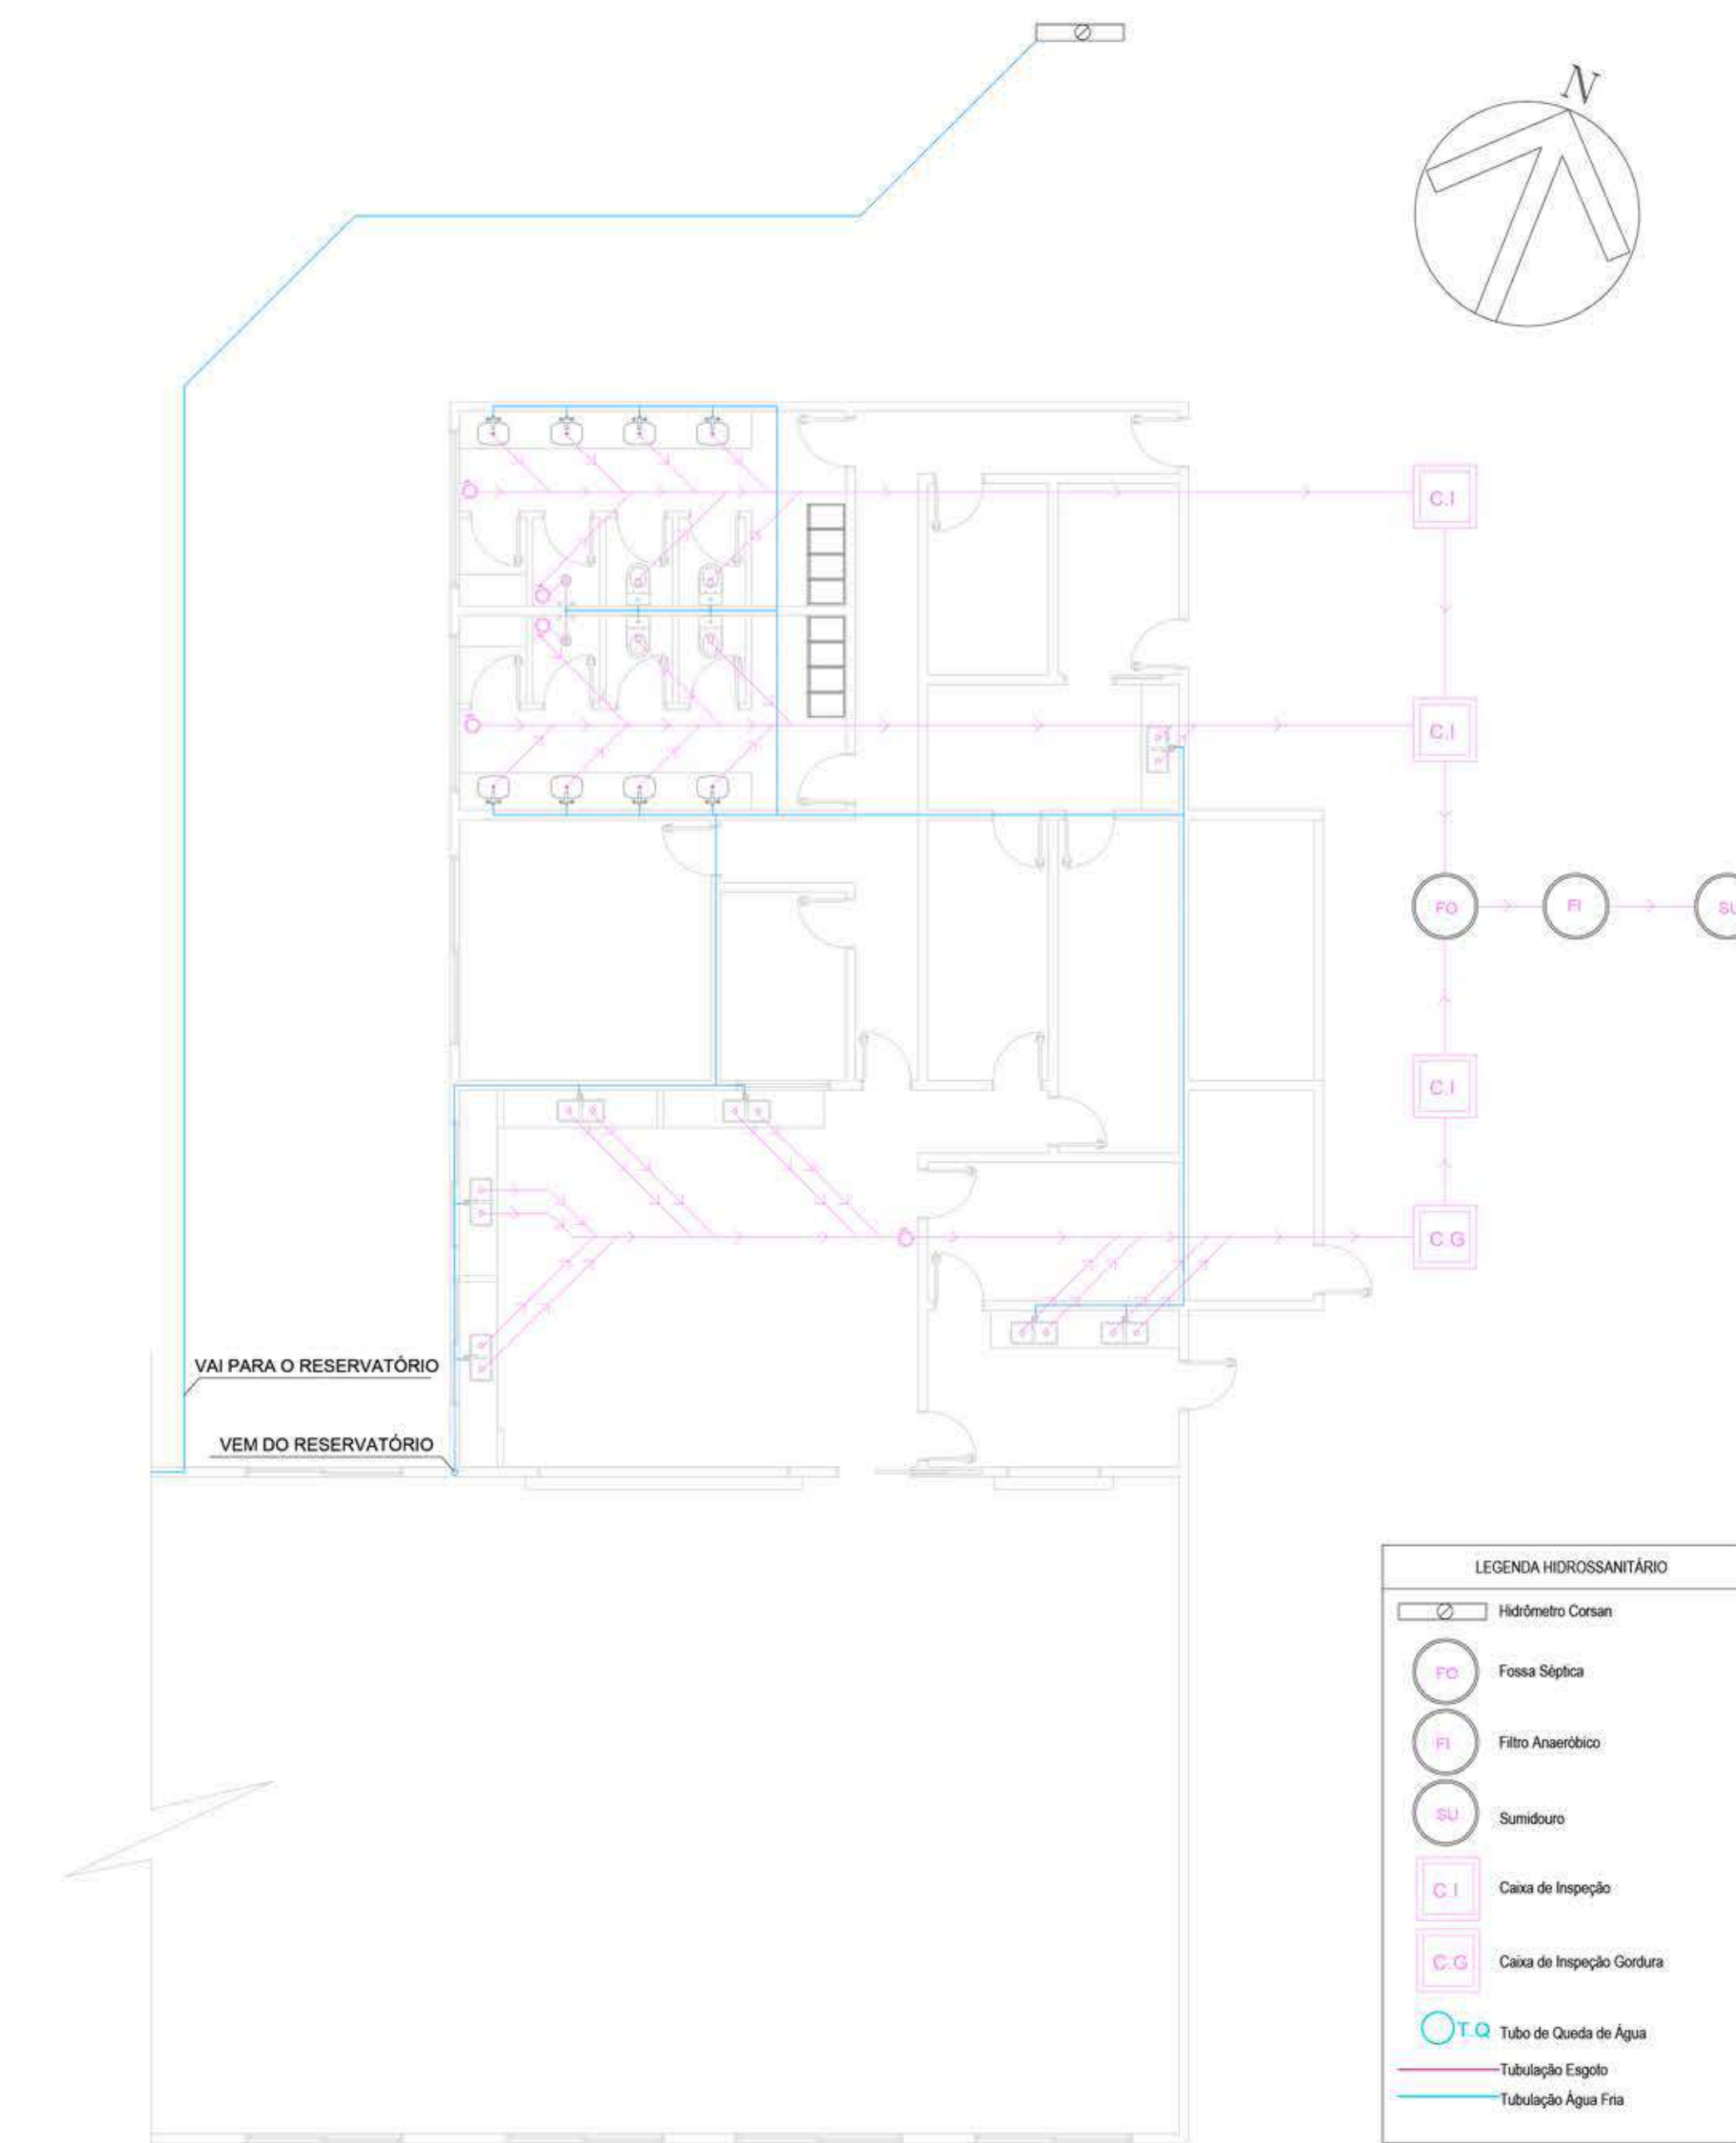 N
C.I
C.I
FO
FI
SU
C.I
C.G
VAI PARA O RESERVATÓRIO
VEM DO RESERVATÓRIO
LEGENDA HIDROSSANITÁRIO
Hidrômetro Corsan
FO Fossa Séptica
FI Filtro Anaeróbico
SU Sumidouro
C.I Caixa de Inspeção
C.G Caixa de Inspeção Gordura
T.Q Tubo de Queda de Água
Tubulação Esgoto
Tubulação Água Fria